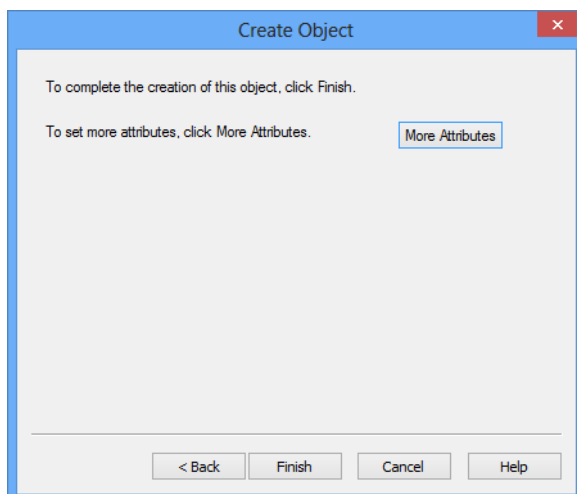 Create Object
To complete the creation of this object, click Finish.
To set more attributes, click More Attributes.
More Attributes
< Back
Finish
Cancel
Help